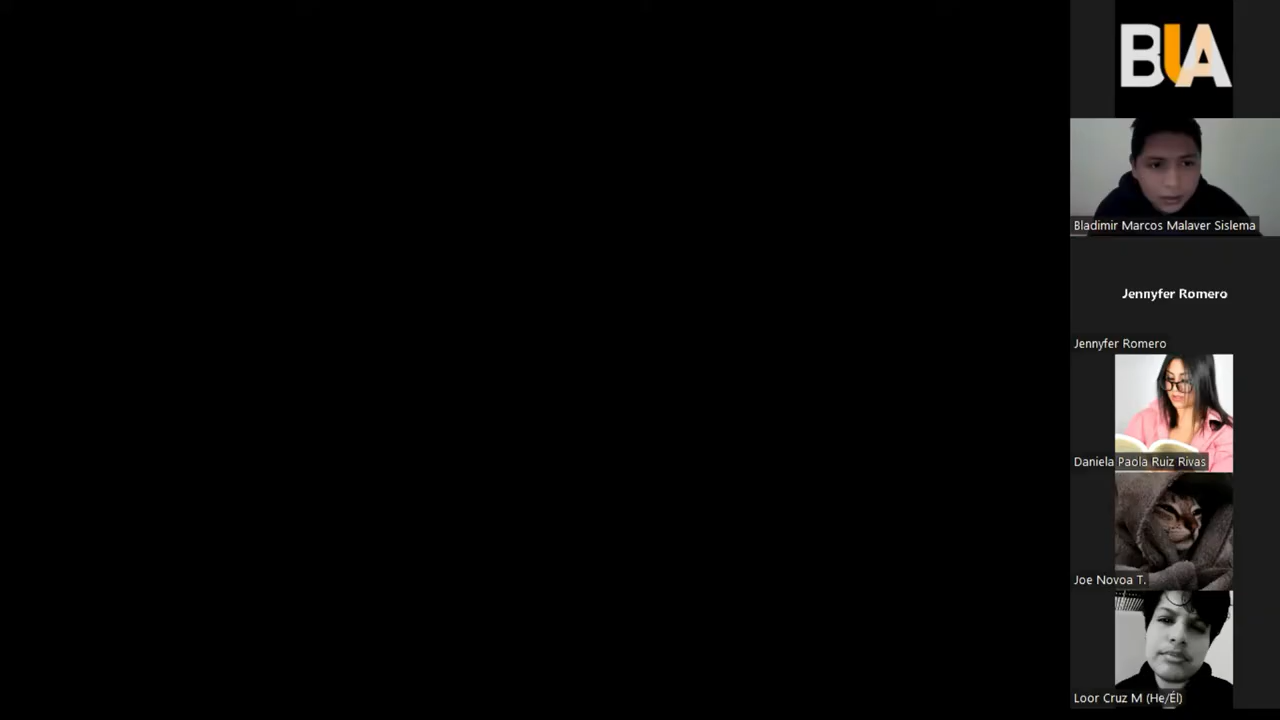 BUA
Bladimir Marcos Malaver Sislema
Jennyfer Romero
Jennyfer Romero
Daniela Paola Ruiz Rivas
Joe Novoa T.
Loor Cruz M (He/Él)